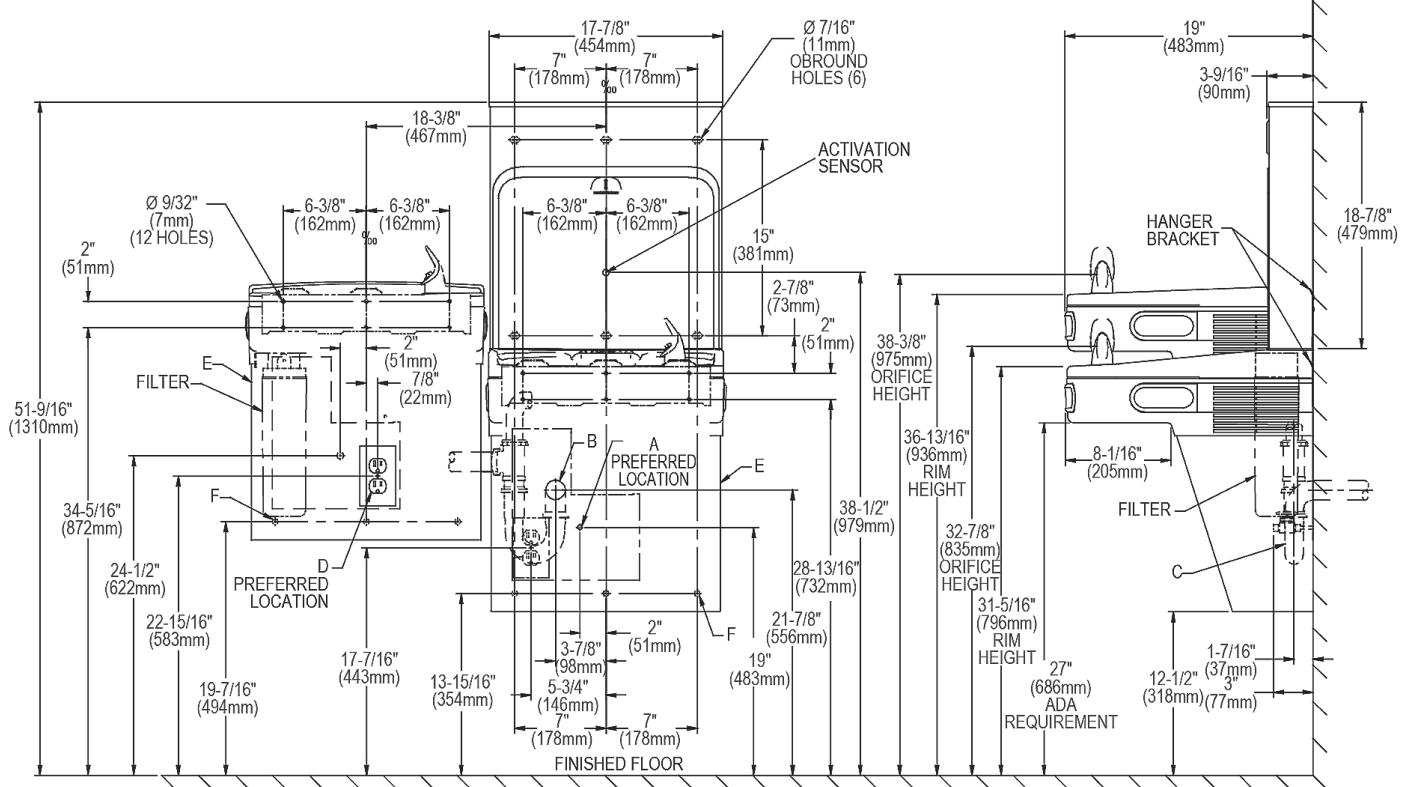 17-7/8"
(454mm)
7"
(178mm)
7"
(178mm)
Ø 7/16"
(11mm)
OBROUND
HOLES (6)
19"
(483mm)
3-9/16"
(90mm)
18-3/8"
(467mm)
ACTIVATION
SENSOR
Ø 9/32"
(7mm)
(12 HOLES)
6-3/8"
(162mm)
6-3/8"
(162mm)
6-3/8"
(162mm)
6-3/8"
(162mm)
15"
(381mm)
HANGER
BRACKET
18-7/8"
(479mm)
2"
(51mm)
2-7/8"
(73mm)
2"
(51mm)
2"
(51mm)
7/8"
(22mm)
E
FILTER
38-3/8"
(975mm)
ORIFICE
HEIGHT
51-9/16"
(1310mm)
B
A
PREFERRED
LOCATION
E
36-13/16"
(936mm)
RIM
HEIGHT
8-1/16"
(205mm)
FILTER
F
34-5/16"
(872mm)
38-1/2"
(979mm)
32-7/8"
(835mm)
ORIFICE
HEIGHT
24-1/2"
(622mm)
D
PREFERRED
LOCATION
28-13/16"
(732mm)
C
22-15/16"
(583mm)
F
21-7/8"
(556mm)
31-5/16"
(796mm)
RIM
HEIGHT
2"
(51mm)
3-7/8"
(98mm)
17-7/16"
(443mm)
19"
(483mm)
1-7/16"
(37mm)
19-7/16"
(494mm)
13-15/16"
(354mm)
5-3/4"
(146mm)
27"
(686mm)
ADA
REQUIREMENT
12-1/2"
(318mm)
3"
(77mm)
7"
(178mm)
7"
(178mm)
FINISHED FLOOR